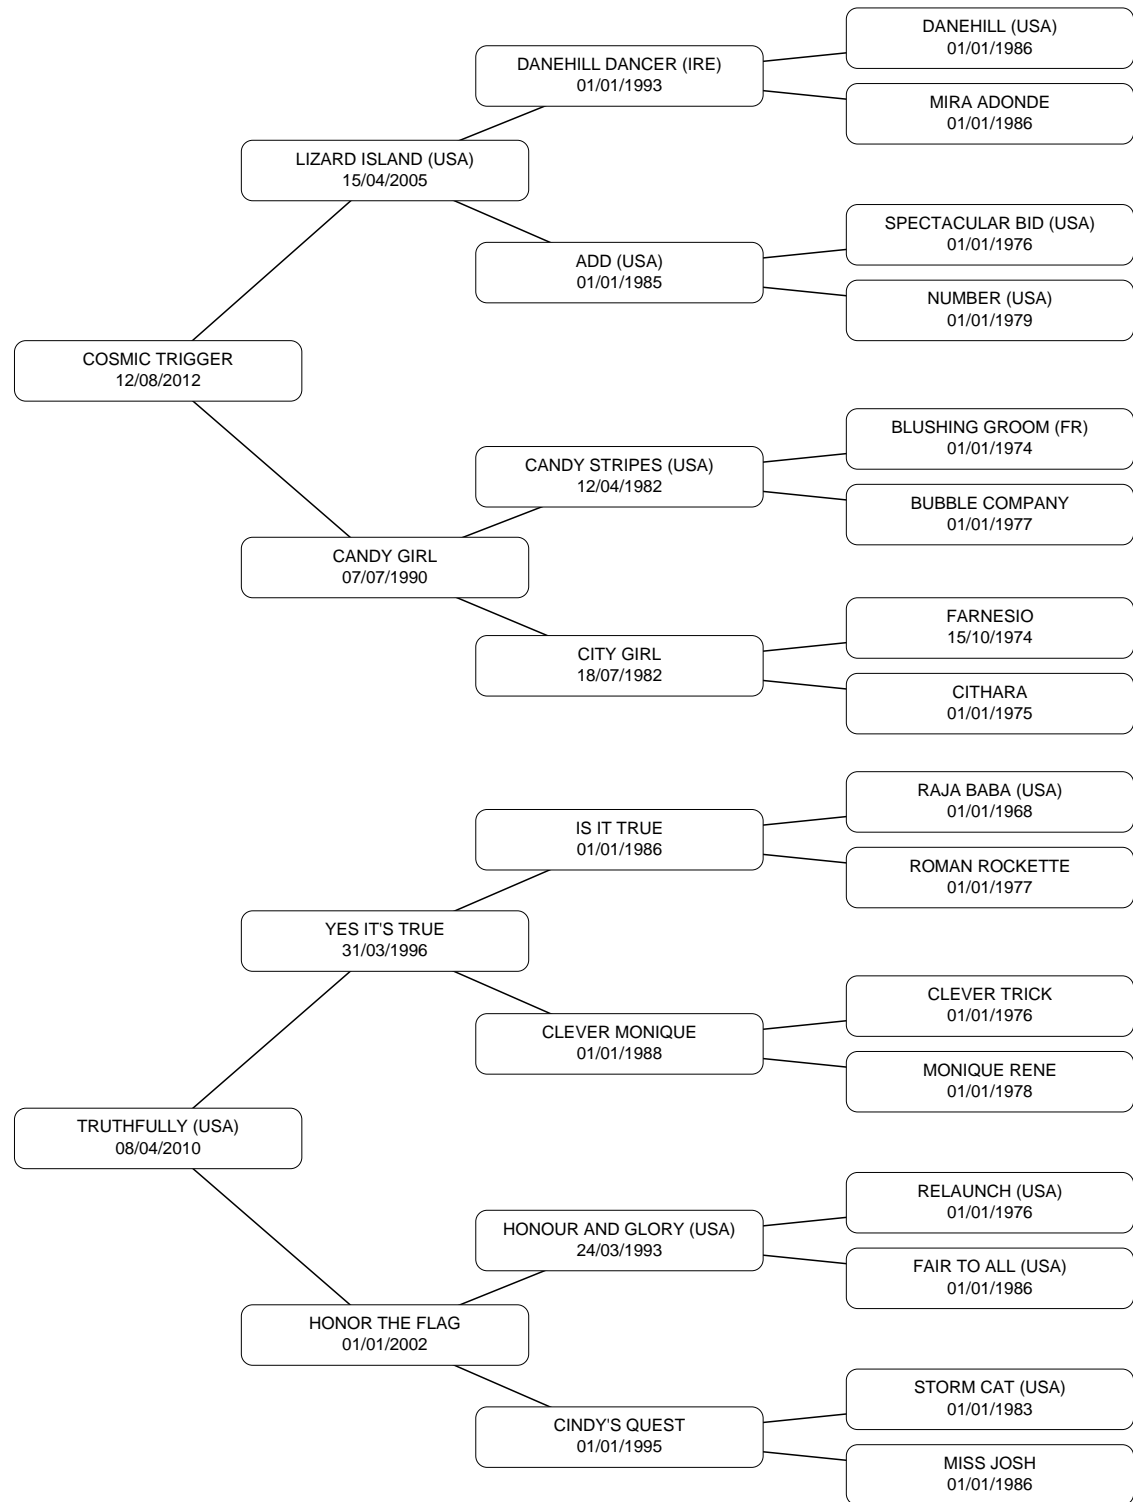 DANEHILL (USA)
01/01/1986
DANEHILL DANCER (IRE)
01/01/1993
MIRA ADONDE
01/01/1986
LIZARD ISLAND (USA)
15/04/2005
SPECTACULAR BID (USA)
01/01/1976
ADD (USA)
01/01/1985
NUMBER (USA)
01/01/1979
COSMIC TRIGGER
12/08/2012
BLUSHING GROOM (FR)
01/01/1974
CANDY STRIPES (USA)
12/04/1982
BUBBLE COMPANY
01/01/1977
CANDY GIRL
07/07/1990
FARNESIO
15/10/1974
CITY GIRL
18/07/1982
CITHARA
01/01/1975
RAJA BABA (USA)
01/01/1968
IS IT TRUE
01/01/1986
ROMAN ROCKETTE
01/01/1977
YES IT'S TRUE
31/03/1996
CLEVER TRICK
01/01/1976
CLEVER MONIQUE
01/01/1988
MONIQUE RENE
01/01/1978
TRUTHFULLY (USA)
08/04/2010
RELAUNCH (USA)
01/01/1976
HONOUR AND GLORY (USA)
24/03/1993
FAIR TO ALL (USA)
01/01/1986
HONOR THE FLAG
01/01/2002
STORM CAT (USA)
01/01/1983
CINDY'S QUEST
01/01/1995
MISS JOSH
01/01/1986